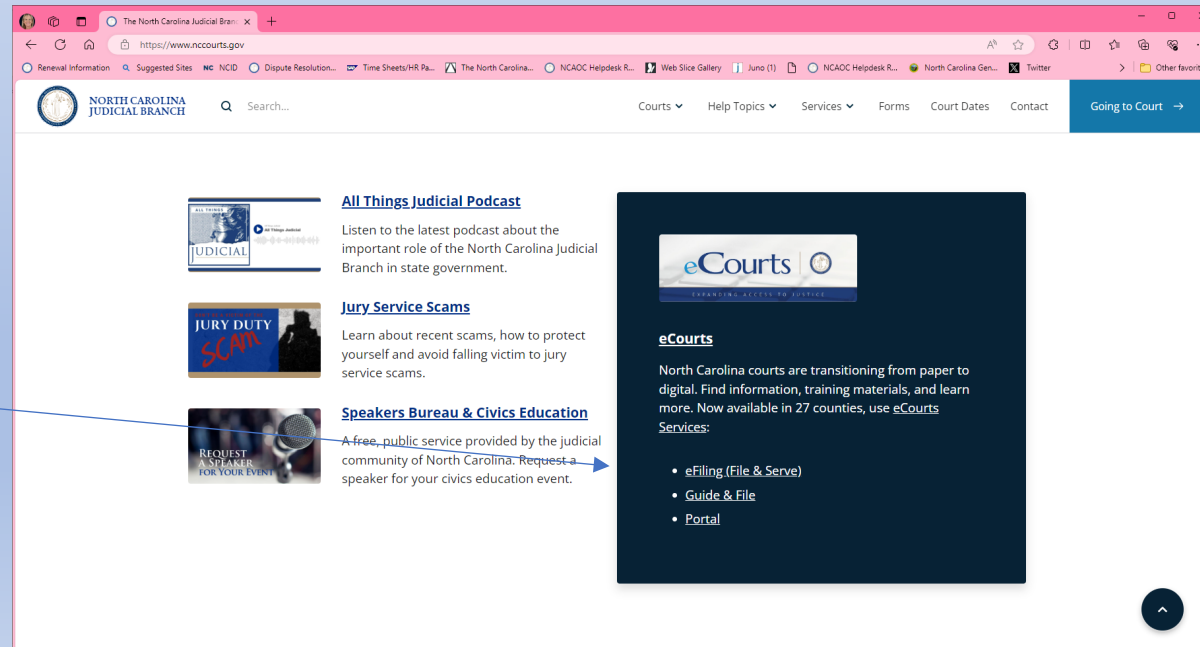 The North Carolina Judicial Bran
https://www.nccourts.gov
Renewal Information
Suggested Sites
NC NCID
Dispute Resolution...
Time Sheets/HR Pa...
The North Carolina...
NCAOC Helpdesk R...
Web Slice Gallery
Juno (1)
NCAOC Helpdesk R...
North Carolina Gen...
Twitter
Other favorit
NORTH CAROLINA
JUDICIAL BRANCH
Search...
Courts
Help Topics
Services
Forms
Court Dates
Contact
Going to Court →
ALL THINGS
JUDICIAL
All Things Judicial
All Things Judicial Podcast
Listen to the latest podcast about the
important role of the North Carolina Judicial
Branch in state government.
JURY DUTY
SCAM
Jury Service Scams
Learn about recent scams, how to protect
yourself and avoid falling victim to jury
service scams.
REQUEST
A SPEAKER
FOR YOUR EVENT
Speakers Bureau & Civics Education
A free, public service provided by the judicial
community of North Carolina. Request a
speaker for your civics education event.
eCourts
EXPANDING ACCESS TO JUSTICE
eCourts
North Carolina courts are transitioning from paper to
digital. Find information, training materials, and learn
more. Now available in 27 counties, use eCourts
Services:
• eFiling (File & Serve)
• Guide & File
• Portal